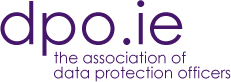 dpo.ie
the association of
data protection officers